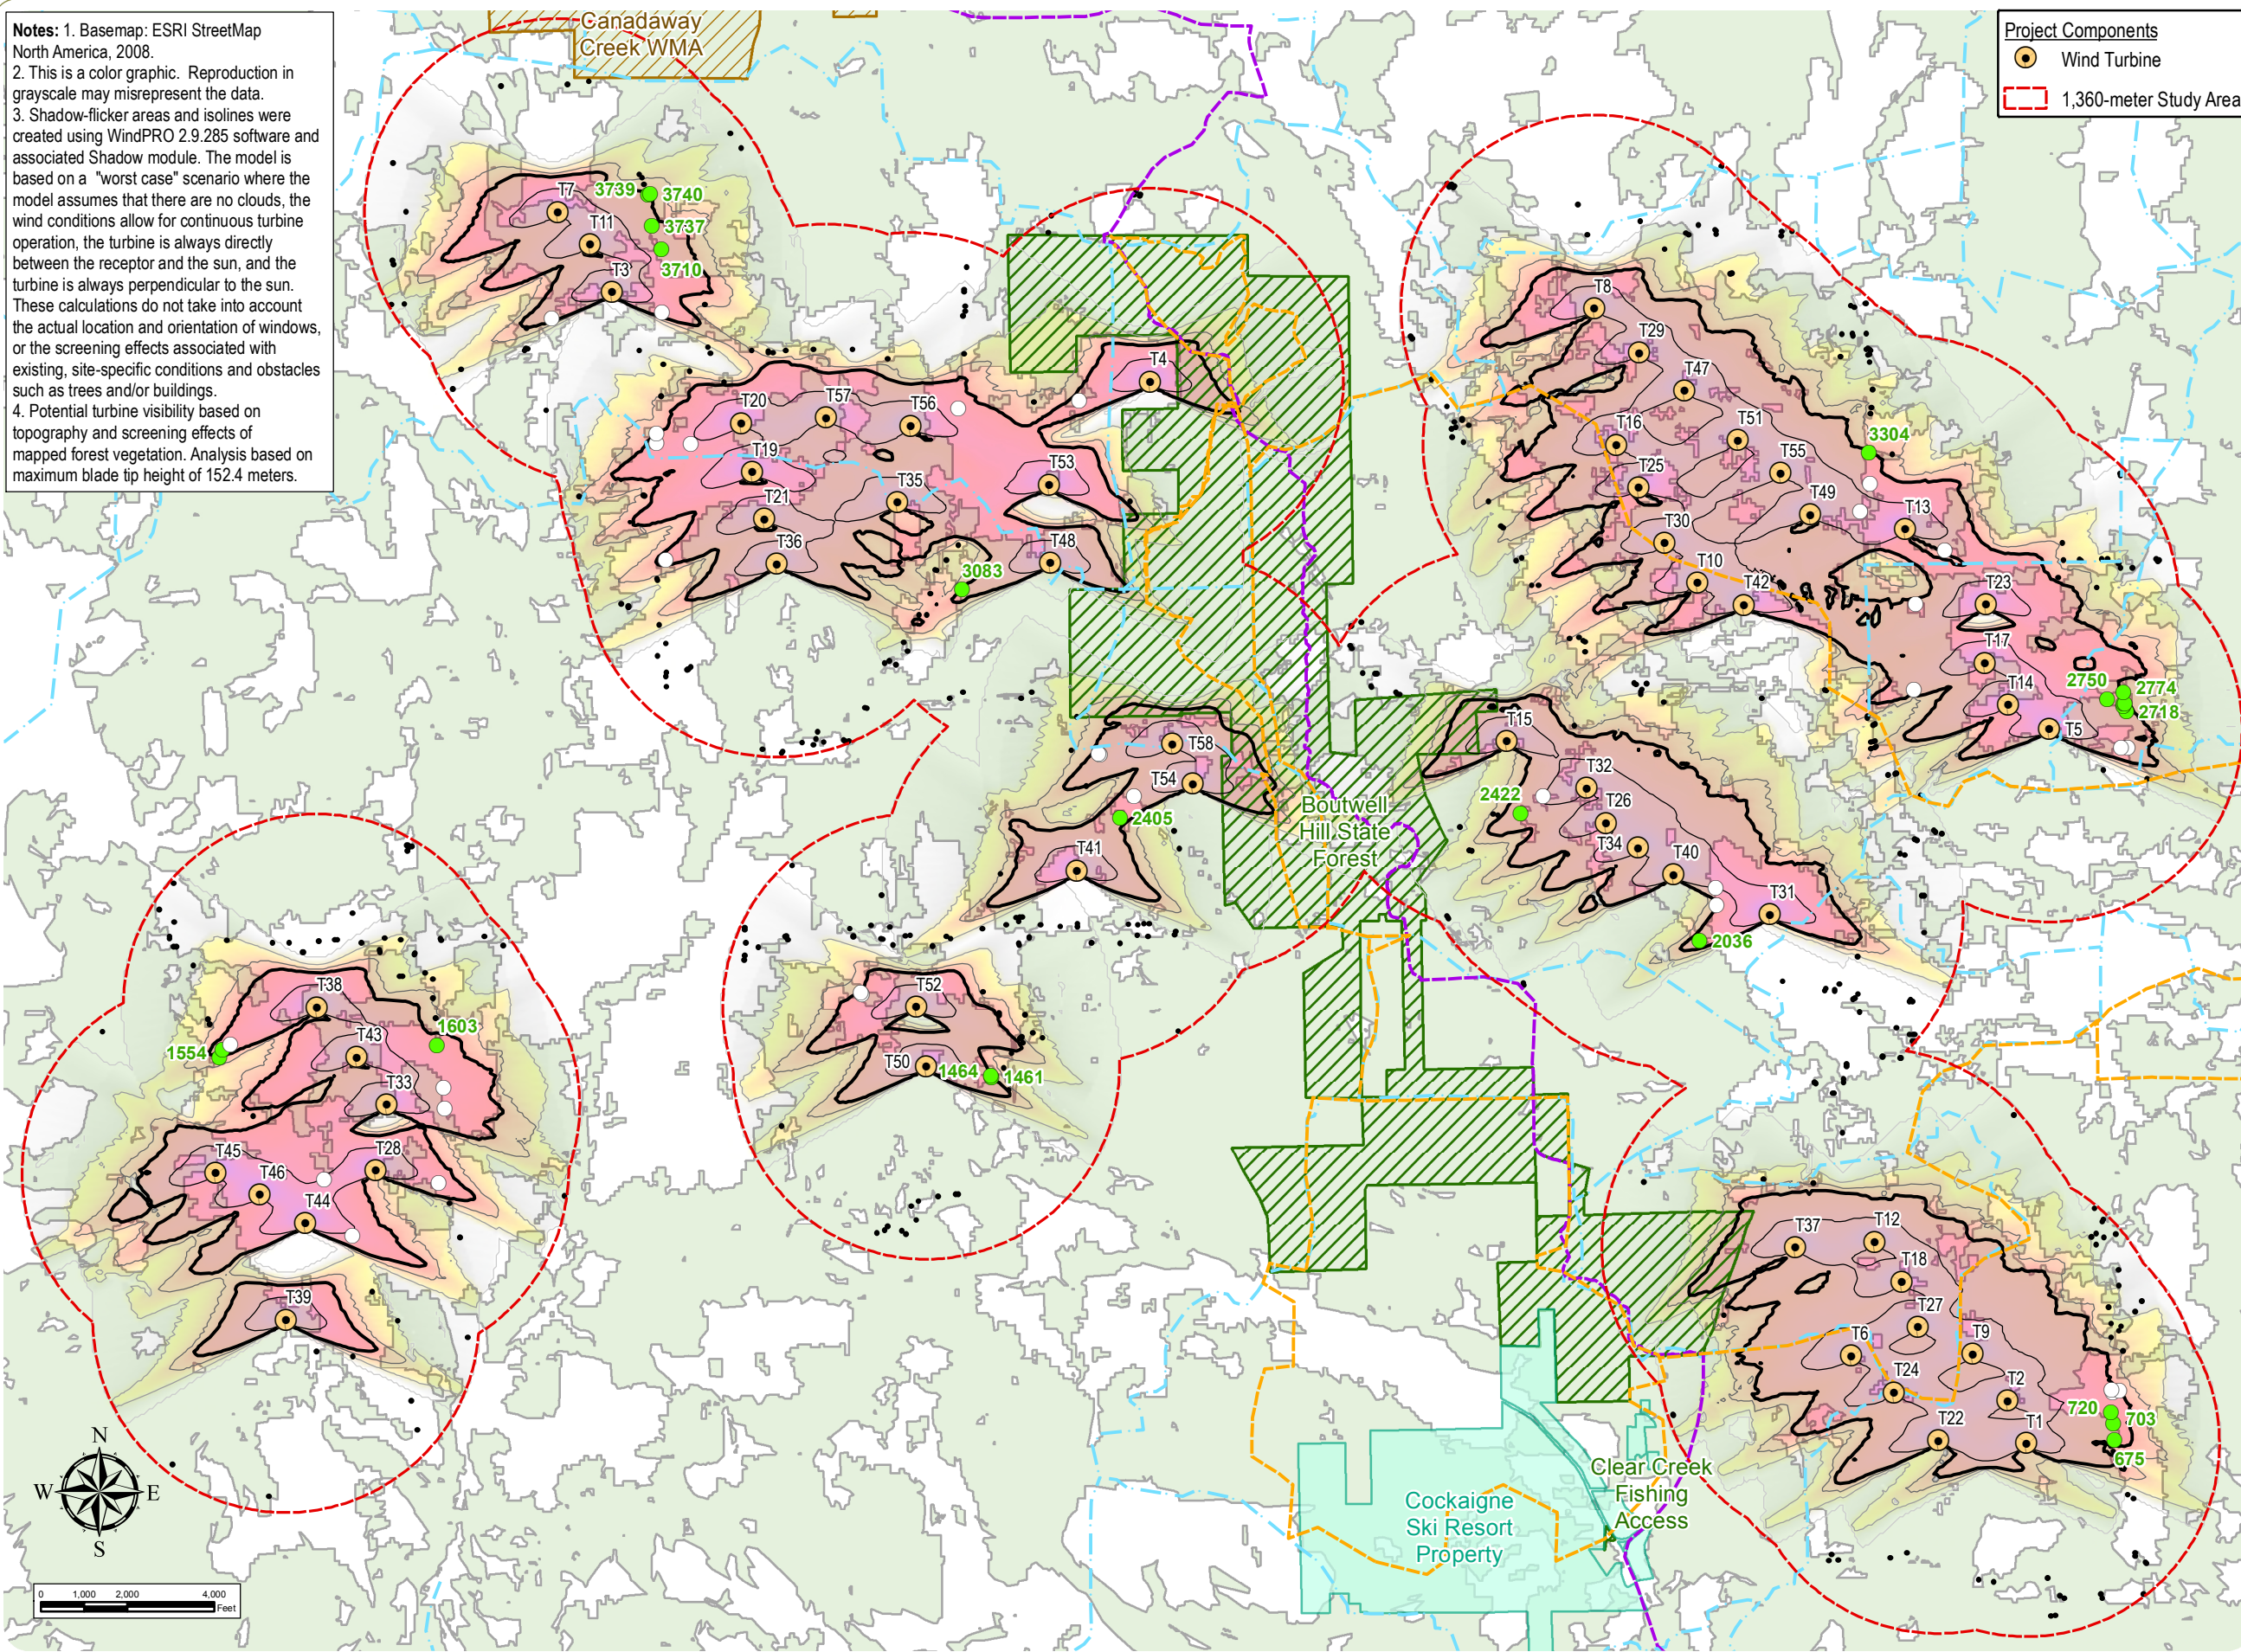 Notes: 1. Basemap: ESRI StreetMap
North America, 2008.
2. This is a color graphic. Reproduction in
grayscale may misrepresent the data.
3. Shadow-flicker areas and isolines were
created using WindPRO 2.9.285 software and
associated Shadow module. The model is
based on a "worst case" scenario where the
model assumes that there are no clouds, the
wind conditions allow for continuous turbine
operation, the turbine is always directly
between the receptor and the sun, and the
turbine is always perpendicular to the sun.
These calculations do not take into account
the actual location and orientation of windows,
or the screening effects associated with
existing, site-specific conditions and obstacles
such as trees and/or buildings.
4. Potential turbine visibility based on
topography and screening effects of
mapped forest vegetation. Analysis based on
maximum blade tip height of 152.4 meters.
Canadaway
Creek WMA
Project Components
Wind Turbine
1,360-meter Study Area
T7
3739
3740
T11
3737
3710
T3
T8
T29
T4
T47
T20
T57
T56
T16
T51
3304
T19
T53
T25
T55
T35
T21
T49
T13
T36
T48
T30
3083
T10
T42
T23
T17
2750
2774
T14
2718
T5
T58
T15
T54
T32
2422
T26
2405
Boutwell
Hill State
Forest
T41
T34
T40
T31
2036
T38
T52
1603
T43
1554
T50
1464
1461
T33
T45
T28
T46
T44
T37
T12
T18
T39
T27
T6
T9
T24
T2
720
703
T22
T1
675
N
W
E
S
Clear Creek
Fishing
Access
Cockaigne
Ski Resort
Property
0 1,000 2,000 4,000
Feet